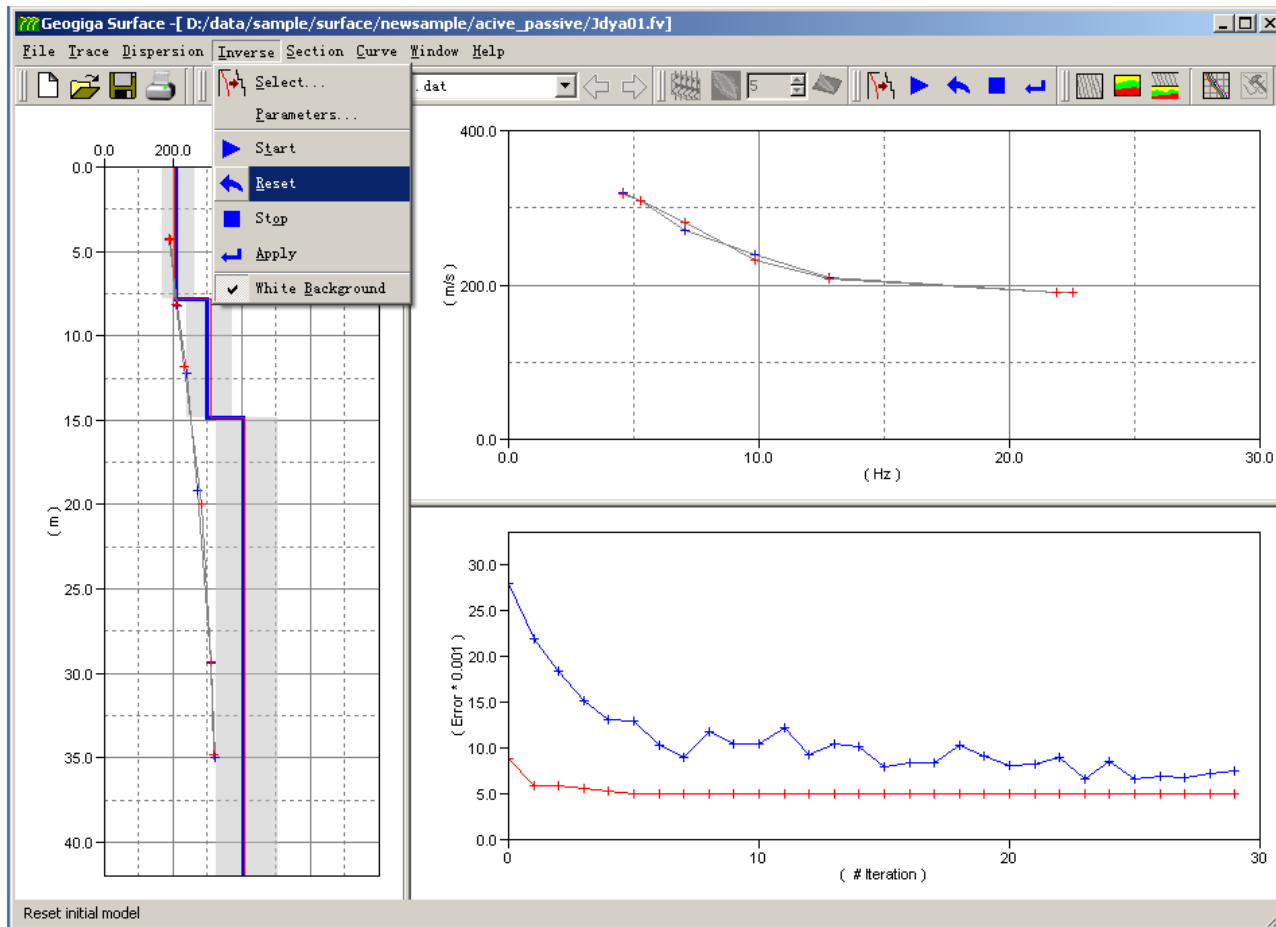 Geogiga Surface -[ D:/data/sample/surface/newsample/acive_passive/Jdya01.fv]
File Trace Dispersion Inverse Section Curve Window Help
Select...
.dat
5
Parameters...
Start
Reset
Stop
Apply
White Background
0.0 200.0
0.0
5.0
10.0
15.0
20.0
25.0
30.0
35.0
40.0
( m )
400.0
200.0
0.0
( m/s )
0.0 10.0 20.0 30.0
( Hz )
30.0
25.0
20.0
15.0
10.0
5.0
0.0
( Error * 0.001 )
0 10 20 30
( # Iteration )
Reset initial model